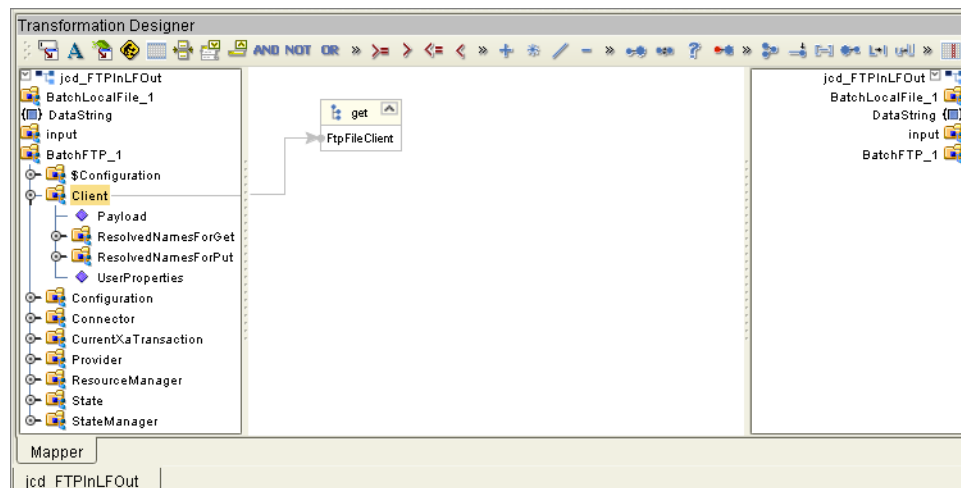 Transformation Designer
A AND NOT OR » >= > <= < » + * / - » ? » »
jcd_FTPInLFOut
BatchLocalFile_1
DataString
input
BatchFTP_1
$Configuration
Client
Payload
ResolvedNamesForGet
ResolvedNamesForPut
UserProperties
Configuration
Connector
CurrentXaTransaction
Provider
ResourceManager
State
StateManager
get
FtpFileClient
jcd_FTPInLFOut
BatchLocalFile_1
DataString
input
BatchFTP_1
Mapper
jcd_FTPInLFOut